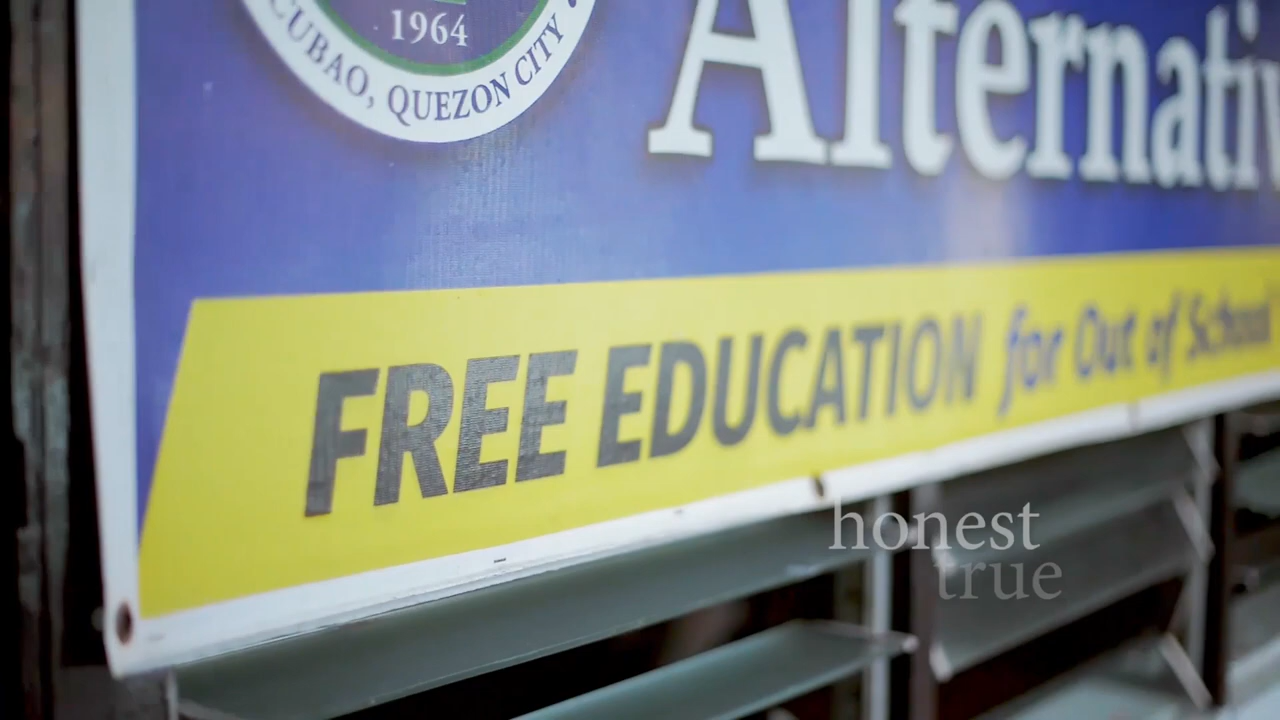 1964
CUBAO, QUEZON CITY
Alternativ
FREE EDUCATION for Out of School
honest
true